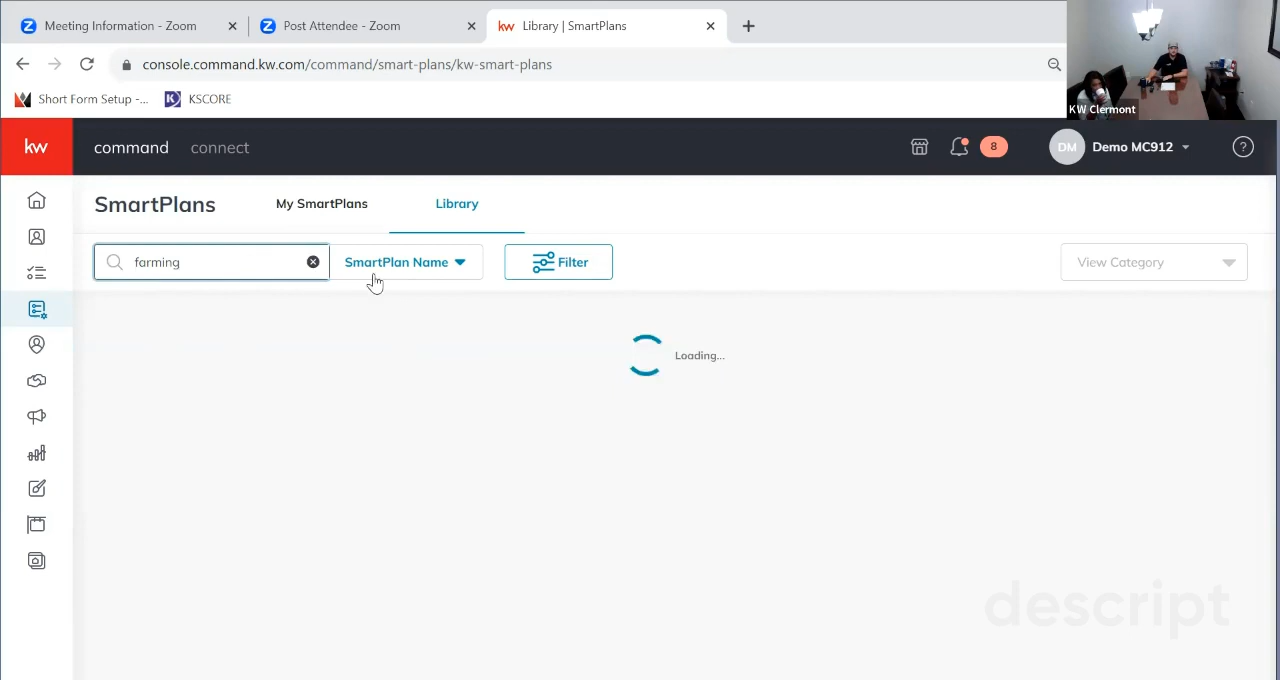 Meeting Information - Zoom
Post Attendee - Zoom
kw Library | SmartPlans
console.command.kw.com/command/smart-plans/kw-smart-plans
Short Form Setup -...
KSCORE
KW Clermont
kw command connect
8
DM Demo MC912
SmartPlans
My SmartPlans
Library
farming
SmartPlan Name
Filter
View Category
Loading...
descript